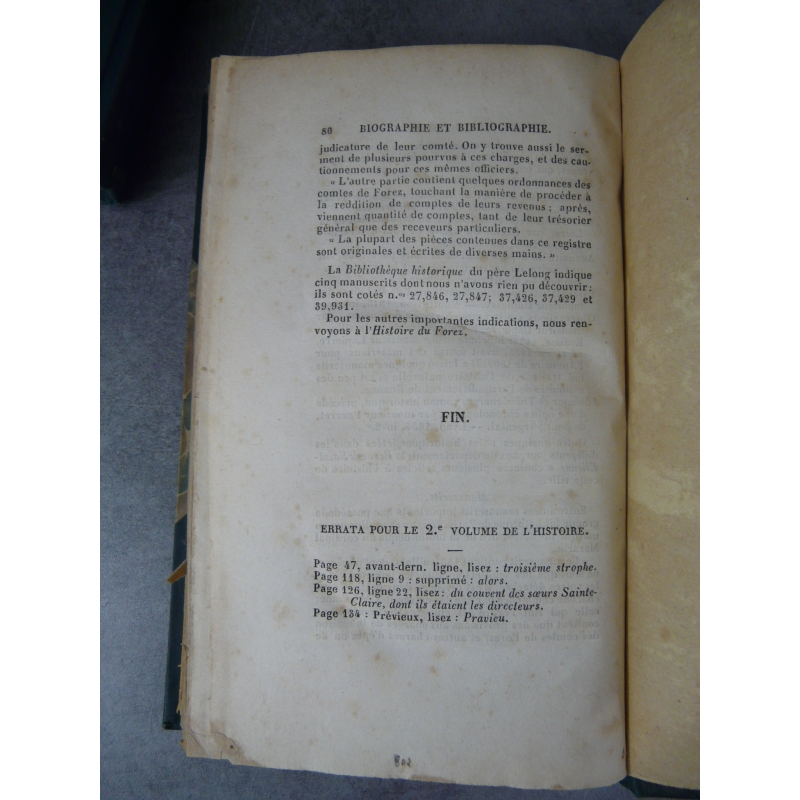 80 BIOGRAPHIE ET BIBLIOGRAPHIE.
judicature de leur comté. On y trouve aussi le ser-
ment de plusieurs pourvus à ces charges, et des cau-
tionnements pour ces mêmes officiers.
« L'autre partie contient quelques ordonnances des
comtes de Forez, touchant la manière de procéder à
la reddition de comptes de leurs revenus ; après,
viennent quantité de comptes, tant de leur trésorier
général que des receveurs particuliers.
« La plupart des pièces contenues dans ce registre
sont originales et écrites de diverses mains. »
La Bibliothèque historique du père Lelong indique
cinq manuscrits dont nous n'avons rien pu découvrir ;
ils sont cotés n.os 27,846, 27,847; 37,426, 37,429 et
39,931.
Pour les autres importantes indications, nous ren-
voyons à l'Histoire du Forez.
FIN.
ERRATA POUR LE 2.e VOLUME DE L'HISTOIRE.
Page 47, avant-dern. ligne, lisez : troisième strophe.
Page 118, ligne 9 : supprimé : alors.
Page 126, ligne 22, lisez : du couvent des sœurs Sainte-
Claire, dont ils étaient les directeurs.
Page 134 : Prévieux, lisez : Pravieu.